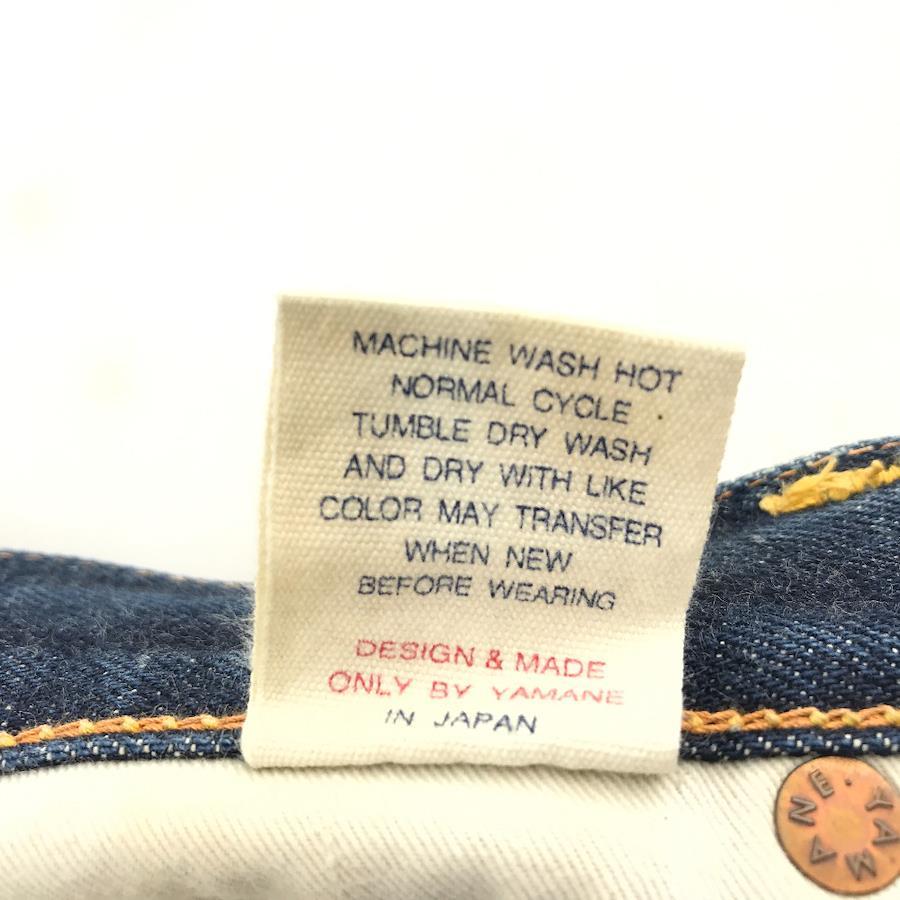 MACHINE WASH HOT
NORMAL CYCLE
TUMBLE DRY WASH
AND DRY WITH LIKE
COLOR MAY TRANSFER
WHEN NEW
BEFORE WEARING
DESIGN & MADE
ONLY BY YAMANE
IN JAPAN
YAMANE